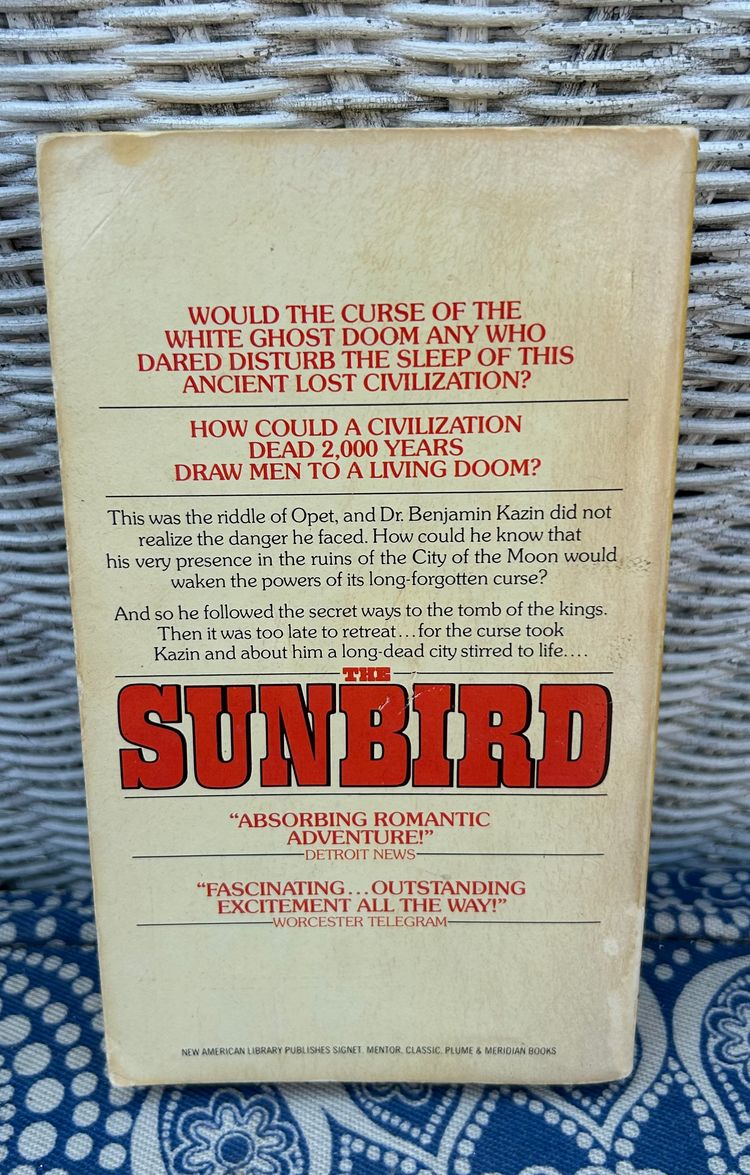 WOULD THE CURSE OF THE
WHITE GHOST DOOM ANY WHO
DARED DISTURB THE SLEEP OF THIS
ANCIENT LOST CIVILIZATION?
HOW COULD A CIVILIZATION
DEAD 2,000 YEARS
DRAW MEN TO A LIVING DOOM?
This was the riddle of Opet, and Dr. Benjamin Kazin did not
realize the danger he faced. How could he know that
his very presence in the ruins of the City of the Moon would
waken the powers of its long-forgotten curse?
And so he followed the secret ways to the tomb of the kings.
Then it was too late to retreat...for the curse took
Kazin and about him a long-dead city stirred to life....
THE
SUNBIRD
"ABSORBING ROMANTIC
ADVENTURE!"
DETROIT NEWS
"FASCINATING...OUTSTANDING
EXCITEMENT ALL THE WAY!"
WORCESTER TELEGRAM
NEW AMERICAN LIBRARY PUBLISHES SIGNET, MENTOR, CLASSIC, PLUME & MERIDIAN BOOKS